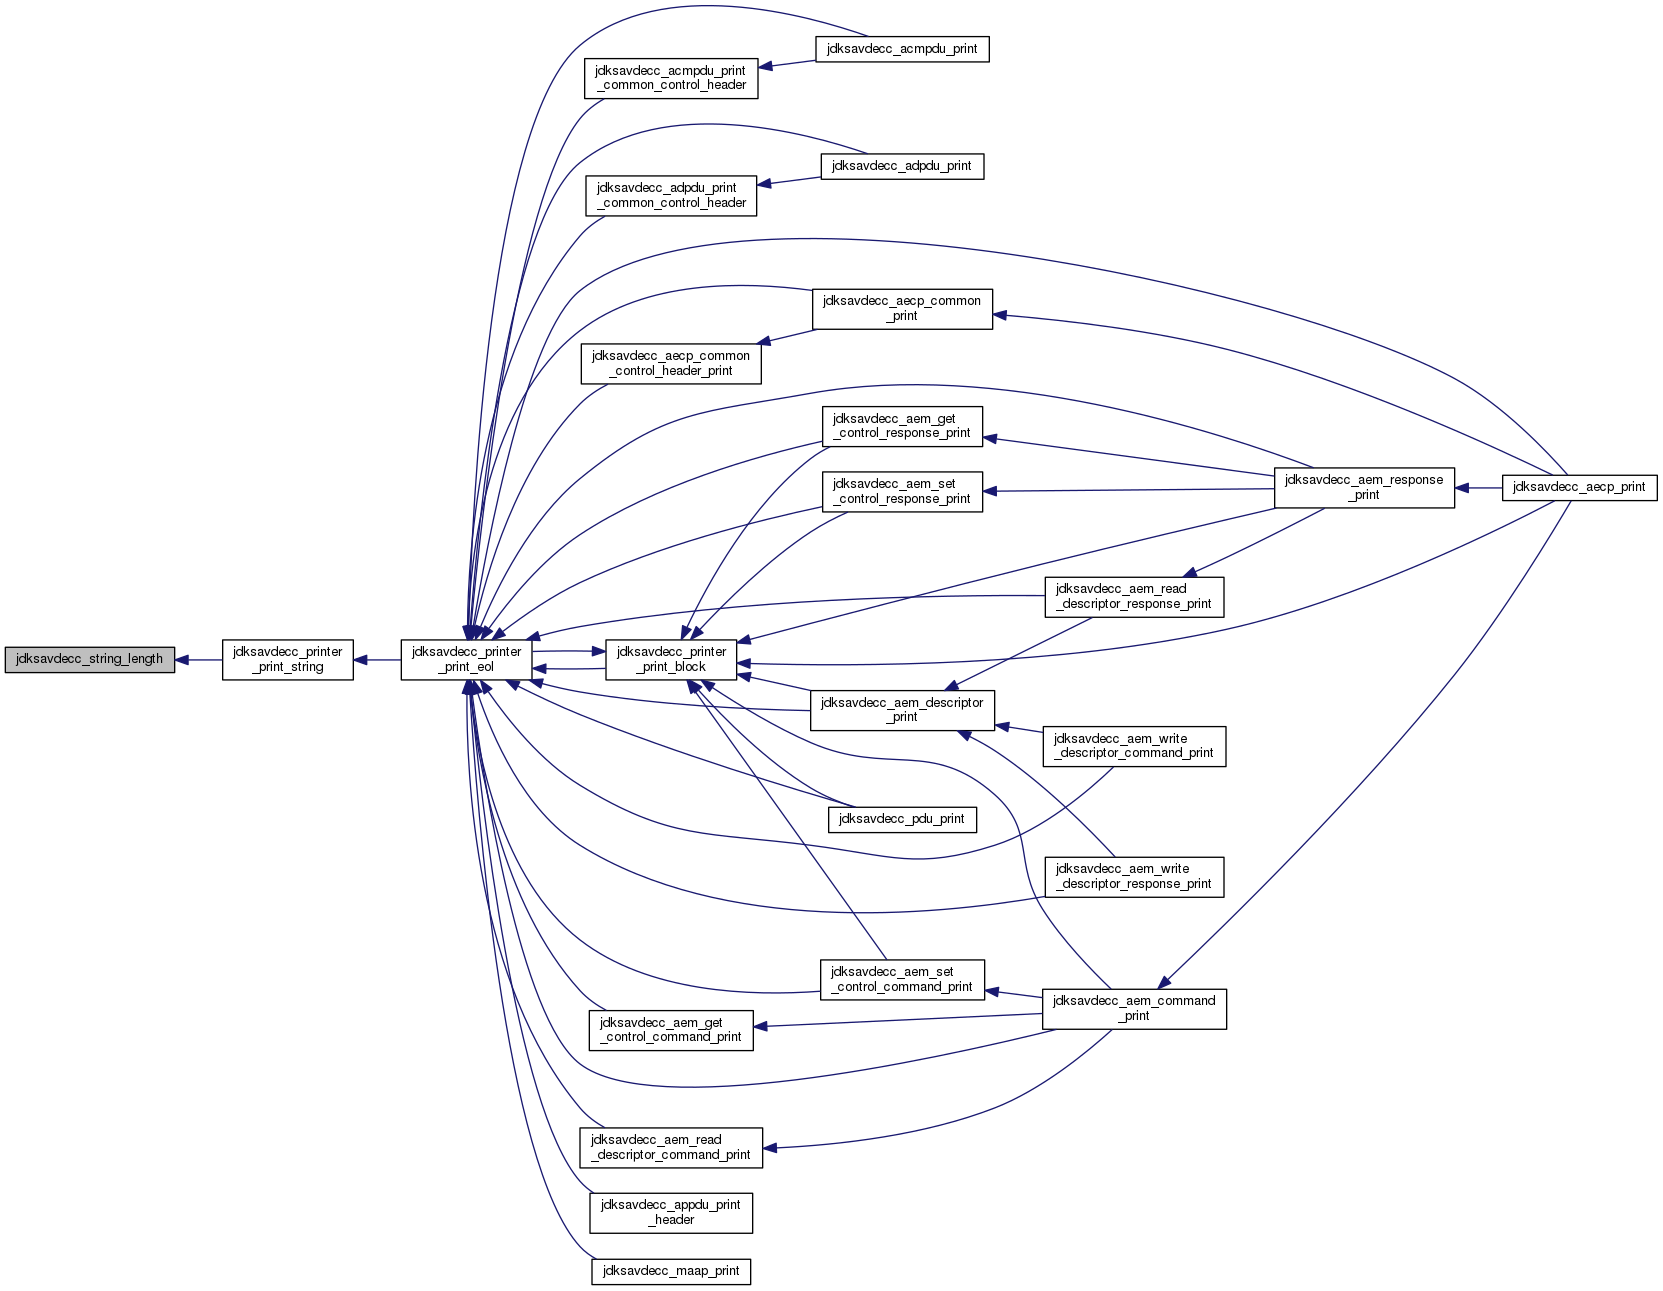 jdksavdecc_string_length
jdksavdecc_printer
_print_string
jdksavdecc_printer
_print_eol
jdksavdecc_acmpdu_print
jdksavdecc_acmpdu_print
_common_control_header
jdksavdecc_adpdu_print
jdksavdecc_adpdu_print
_common_control_header
jdksavdecc_aecp_common
_print
jdksavdecc_aecp_common
_control_header_print
jdksavdecc_aem_get
_control_response_print
jdksavdecc_aem_set
_control_response_print
jdksavdecc_aem_response
_print
jdksavdecc_aecp_print
jdksavdecc_aem_read
_descriptor_response_print
jdksavdecc_printer
_print_block
jdksavdecc_aem_descriptor
_print
jdksavdecc_aem_write
_descriptor_command_print
jdksavdecc_pdu_print
jdksavdecc_aem_write
_descriptor_response_print
jdksavdecc_aem_set
_control_command_print
jdksavdecc_aem_command
_print
jdksavdecc_aem_get
_control_command_print
jdksavdecc_aem_read
_descriptor_command_print
jdksavdecc_appdu_print
_header
jdksavdecc_maap_print